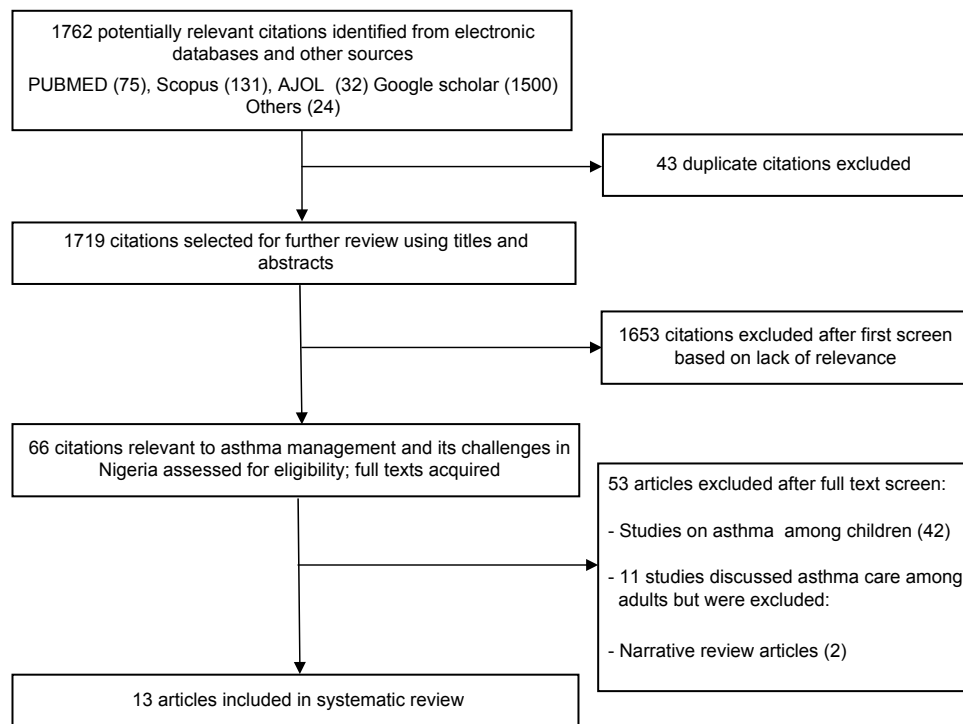 1762 potentially relevant citations identified from electronic
databases and other sources
PUBMED (75), Scopus (131), AJOL (32) Google scholar (1500)
Others (24)
43 duplicate citations excluded
1719 citations selected for further review using titles and
abstracts
1653 citations excluded after first screen
based on lack of relevance
66 citations relevant to asthma management and its challenges in
Nigeria assessed for eligibility; full texts acquired
53 articles excluded after full text screen:
- Studies on asthma among children (42)
- 11 studies discussed asthma care among
adults but were excluded:
- Narrative review articles (2)
13 articles included in systematic review